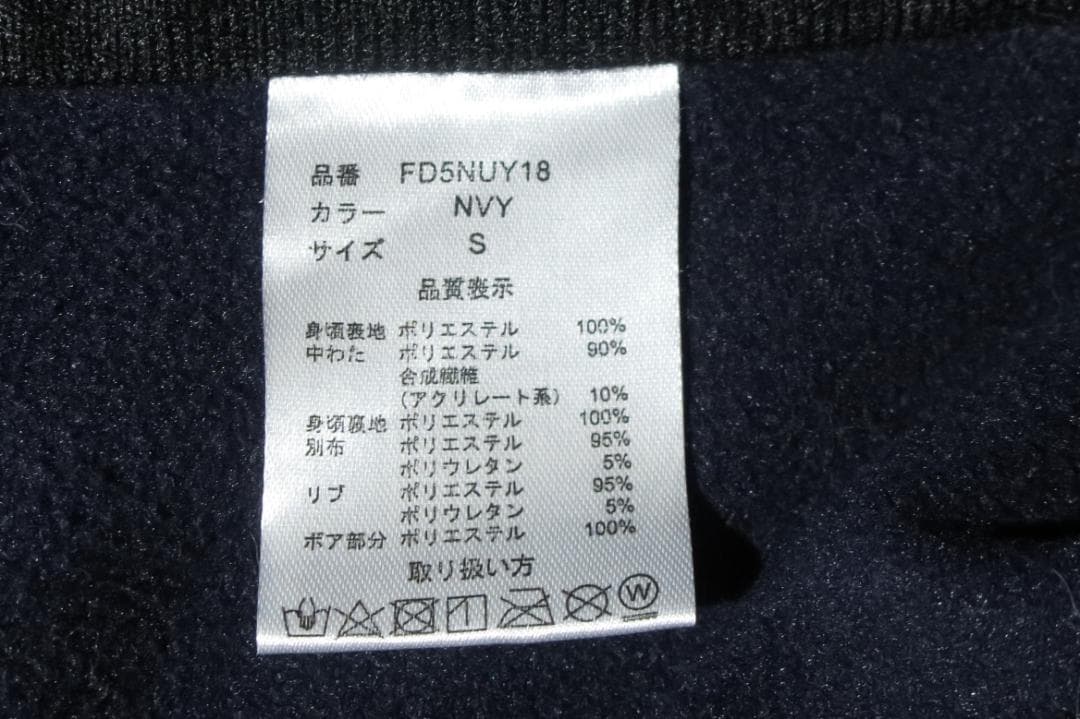 品番 FD5NUY18
カラー NVY
サイズ S
品質表示
身頃表地 ポリエステル 100%
中わた ポリエステル 90%
合成繊維
(アクリレート系) 10%
身頃裏地 ポリエステル 100%
別布 ポリエステル 95%
ポリウレタン 5%
リブ ポリエステル 95%
ポリウレタン 5%
ボア部分 ポリエステル 100%
取り扱い方
W